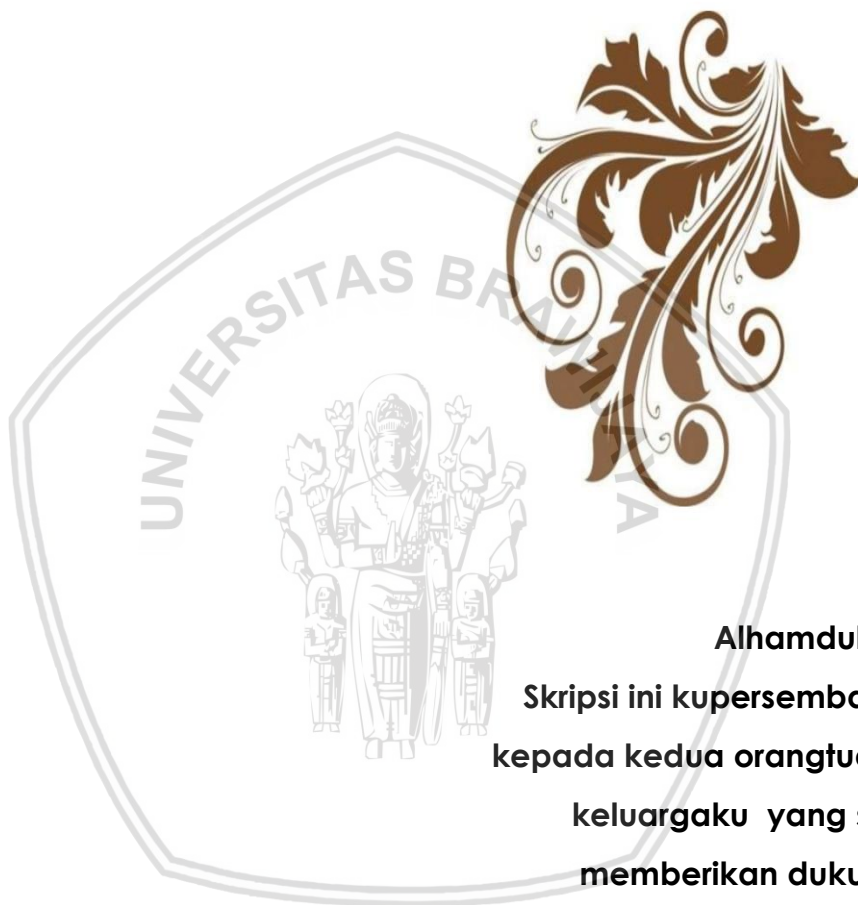 UNIVERSITAS BRAWIJAYA
Alhamdul
Skripsi ini kupersemba
kepada kedua orangtua
keluargaku yang s
memberikan duku